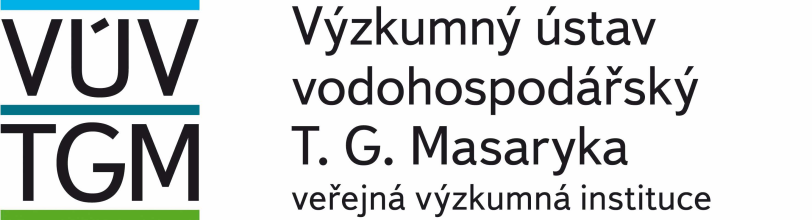 VÚV
TGM
Výzkumný ústav
vodohospodářský
T. G. Masaryka
veřejná výzkumná instituce